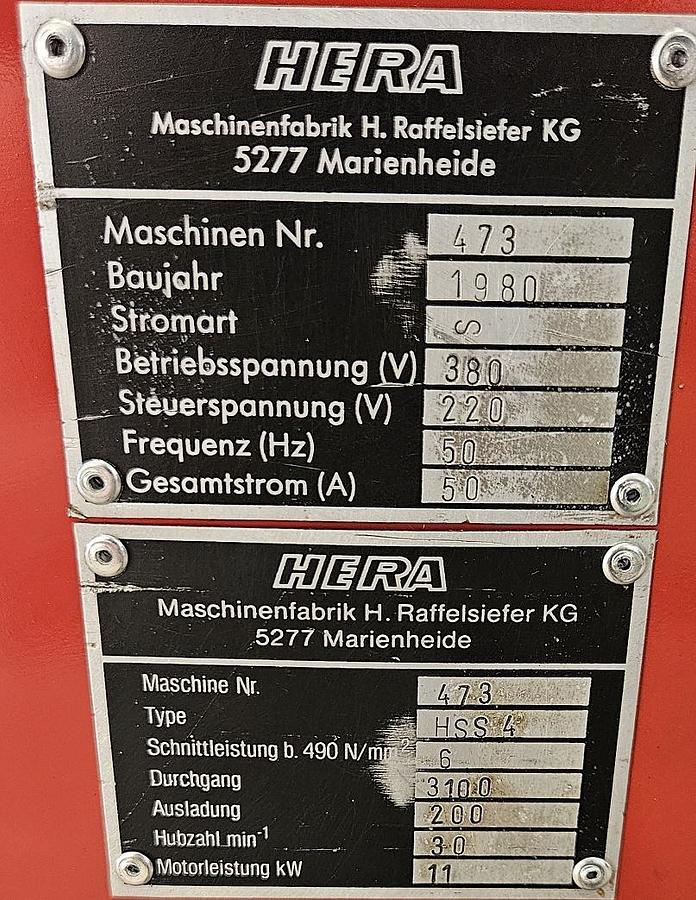 HERA
Maschinenfabrik H. Raffelsiefer KG
5277 Marienheide
Maschinen Nr. 473
Baujahr 1980
Stromart S
Betriebsspannung (V) 380
Steuerspannung (V) 220
Frequenz (Hz) 50
Gesamtstrom (A) 50
HERA
Maschinenfabrik H. Raffelsiefer KG
5277 Marienheide
Maschine Nr. 473
Type HSS 4
Schnittleistung b. 490 N/mm² 6
Durchgang 3100
Ausladung 200
Hubzahl min⁻¹ 30
Motorleistung kW 11